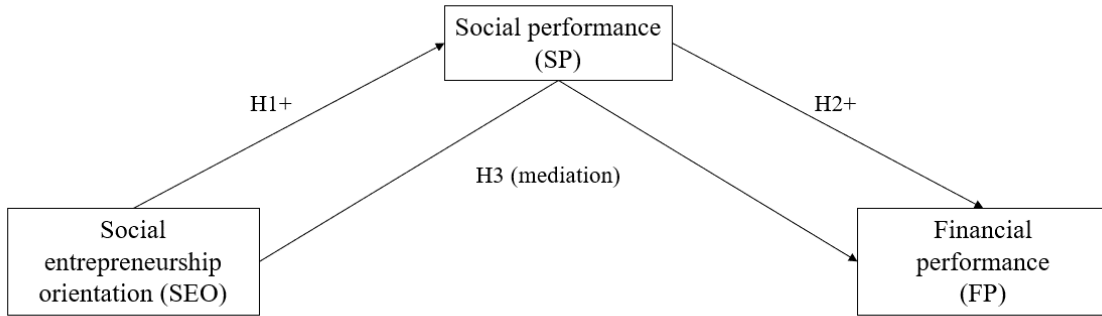 Social performance
(SP)
H1+
H2+
H3 (mediation)
Social
entrepreneurship
orientation (SEO)
Financial
performance
(FP)